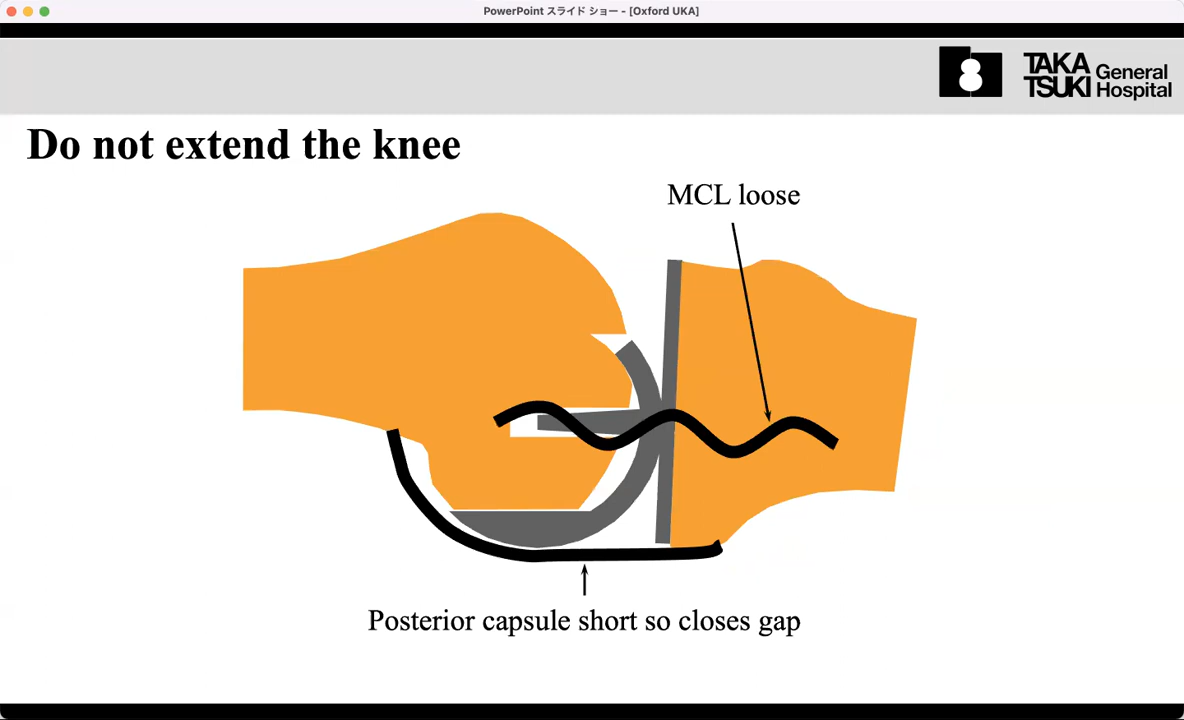 PowerPoint スライド ショー - [Oxford UKA]
TAKA
TSUKI
General
Hospital
Do not extend the knee
MCL loose
Posterior capsule short so closes gap